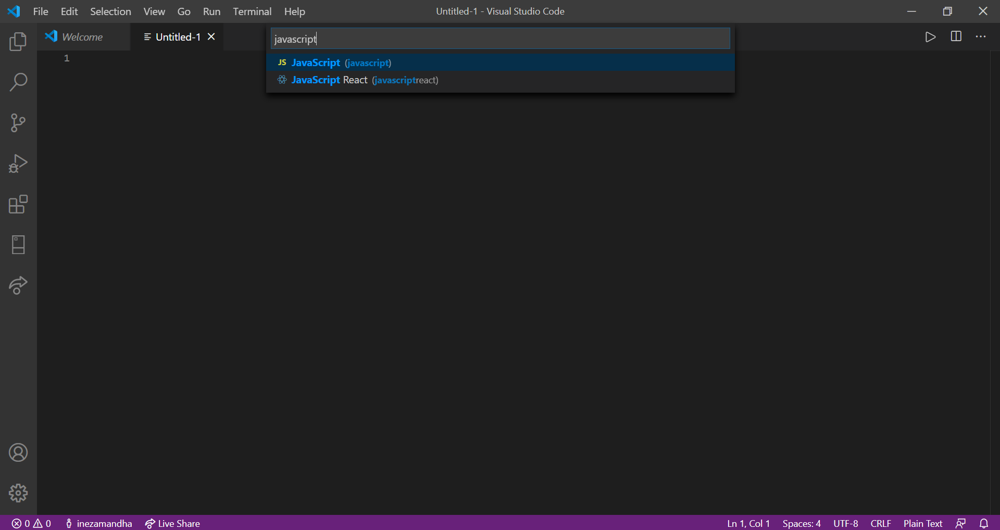 File Edit Selection View Go Run Terminal Help Untitled-1 - Visual Studio Code
Welcome Untitled-1
javascript
JS JavaScript (javascript)
JavaScript React (javascriptreact)
1
0 0 inezamandha Live Share Ln 1, Col 1 Spaces: 4 UTF-8 CRLF Plain Text